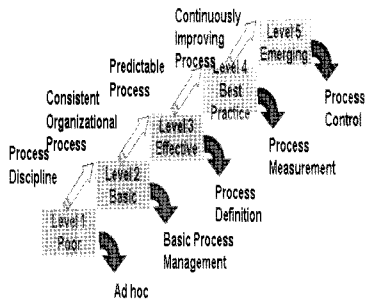 Continuously
Improving
Process
Level 5
Emerging
Predictable
Process
Level 4
Best
Practice
Process
Control
Consistent
Organizational
Process
Level 3
Effective
Process
Measurement
Process
Discipline
Level 2
Basic
Process
Definition
Level 1
Poor
Basic Process
Management
Ad hoc